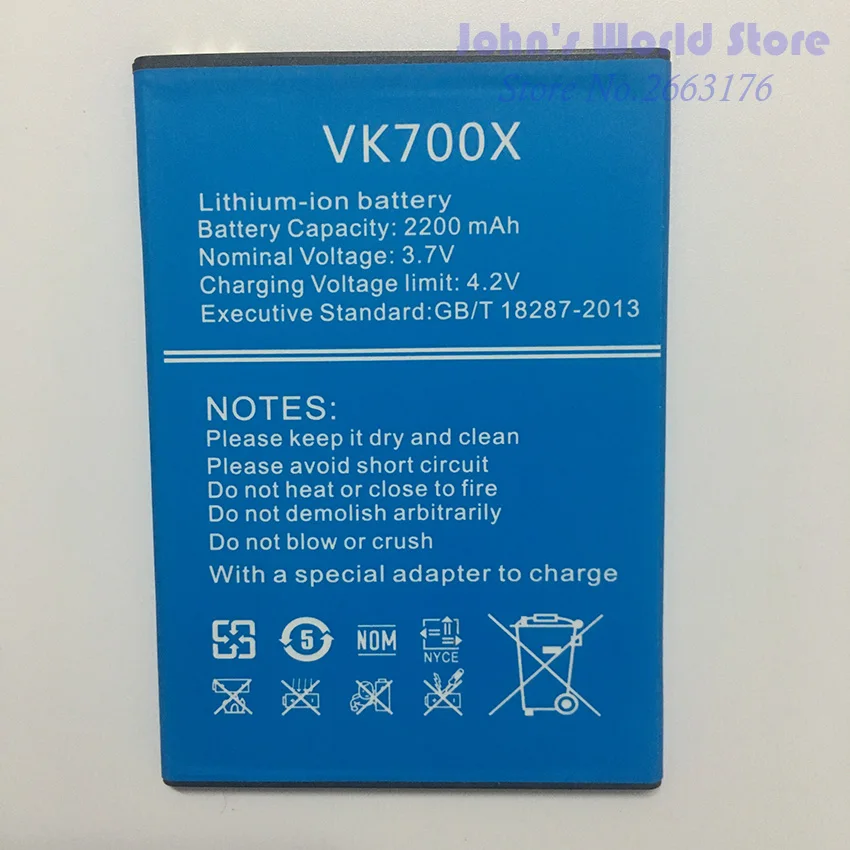 John's World Store
Store No.2663176
VK700X
Lithium-ion battery
Battery Capacity: 2200 mAh
Nominal Voltage: 3.7V
Charging Voltage limit: 4.2V
Executive Standard:GB/T 18287-2013
NOTES:
Please keep it dry and clean
Please avoid short circuit
Do not heat or close to fire
Do not demolish arbitrarily
Do not blow or crush
With a special adapter to charge
5
NOM
NYCE